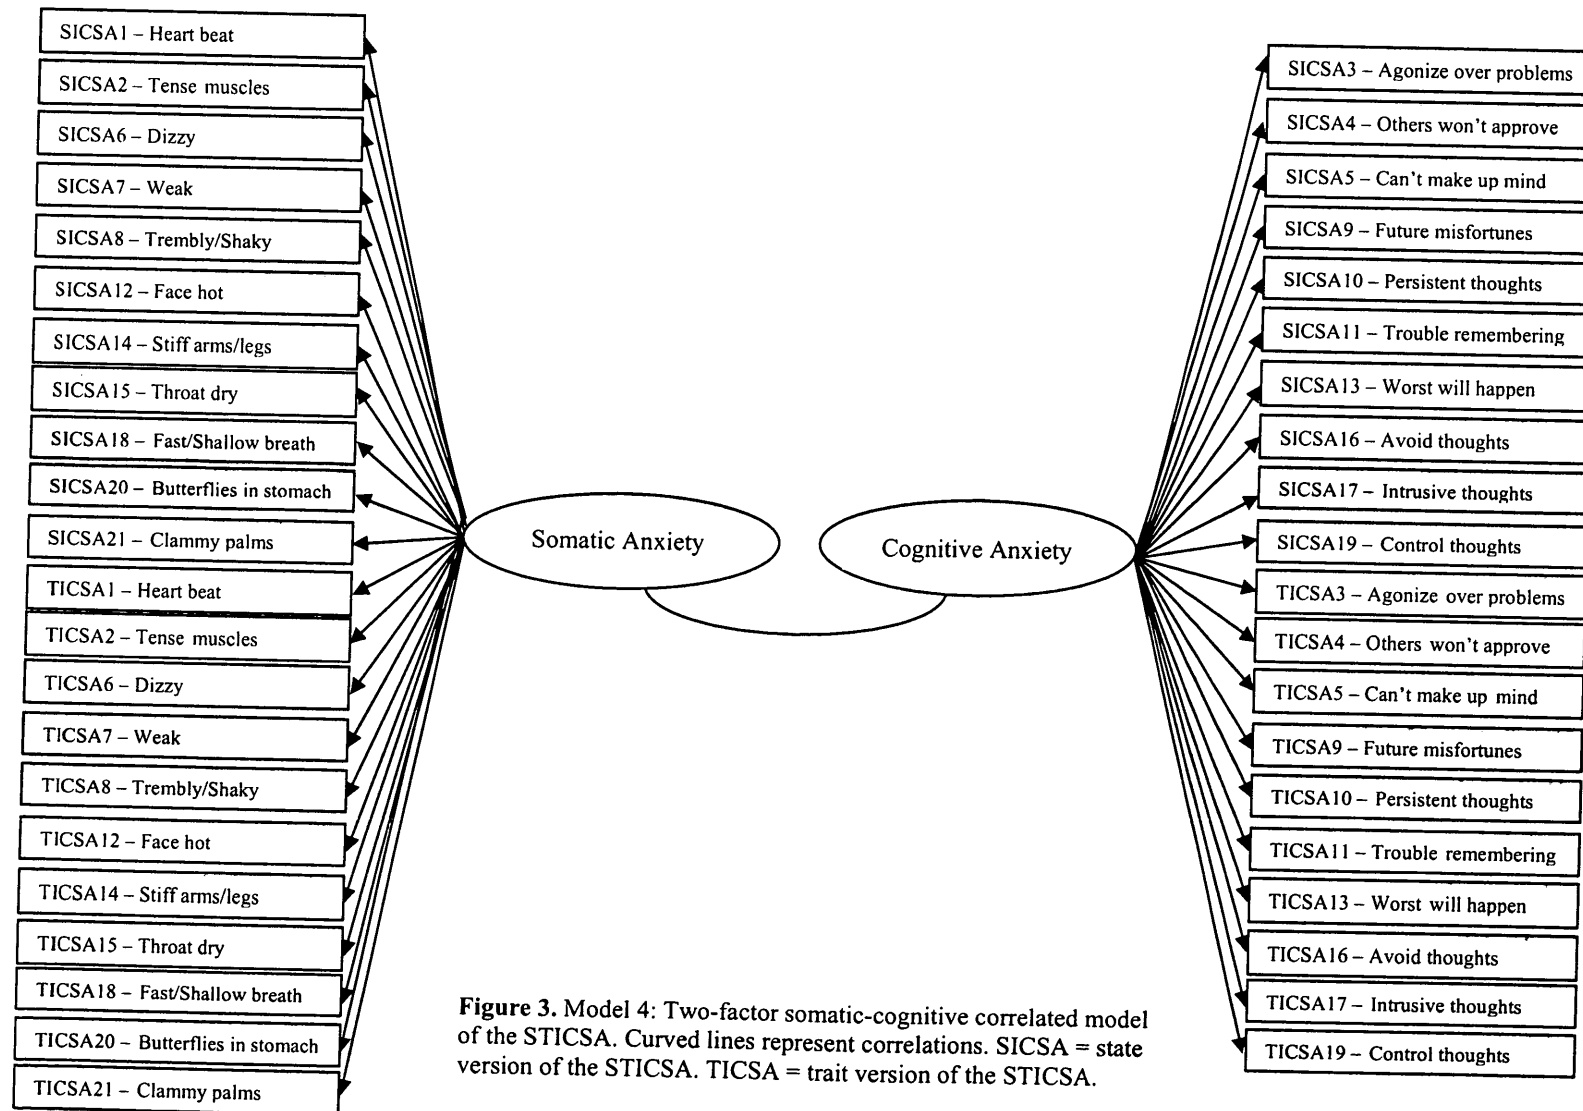 SICSA1 – Heart beat
SICSA2 – Tense muscles
SICSA6 – Dizzy
SICSA7 – Weak
SICSA8 – Trembly/Shaky
SICSA12 – Face hot
SICSA14 – Stiff arms/legs
SICSA15 – Throat dry
SICSA18 – Fast/Shallow breath
SICSA20 – Butterflies in stomach
SICSA21 – Clammy palms
TICSA1 – Heart beat
TICSA2 – Tense muscles
TICSA6 – Dizzy
TICSA7 – Weak
TICSA8 – Trembly/Shaky
TICSA12 – Face hot
TICSA14 – Stiff arms/legs
TICSA15 – Throat dry
TICSA18 – Fast/Shallow breath
TICSA20 – Butterflies in stomach
TICSA21 – Clammy palms
Somatic Anxiety
Cognitive Anxiety
SICSA3 – Agonize over problems
SICSA4 – Others won't approve
SICSA5 – Can't make up mind
SICSA9 – Future misfortunes
SICSA10 – Persistent thoughts
SICSA11 – Trouble remembering
SICSA13 – Worst will happen
SICSA16 – Avoid thoughts
SICSA17 – Intrusive thoughts
SICSA19 – Control thoughts
TICSA3 – Agonize over problems
TICSA4 – Others won't approve
TICSA5 – Can't make up mind
TICSA9 – Future misfortunes
TICSA10 – Persistent thoughts
TICSA11 – Trouble remembering
TICSA13 – Worst will happen
TICSA16 – Avoid thoughts
TICSA17 – Intrusive thoughts
TICSA19 – Control thoughts
Figure 3. Model 4: Two-factor somatic-cognitive correlated model
of the STICSA. Curved lines represent correlations. SICSA = state
version of the STICSA. TICSA = trait version of the STICSA.